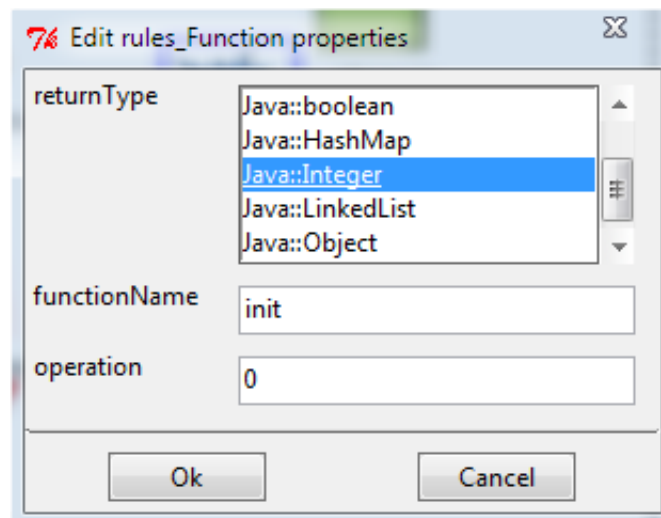 Edit rules_Function properties
returnType
Java::boolean
Java::HashMap
Java::Integer
Java::LinkedList
Java::Object
functionName
init
operation
0
Ok
Cancel